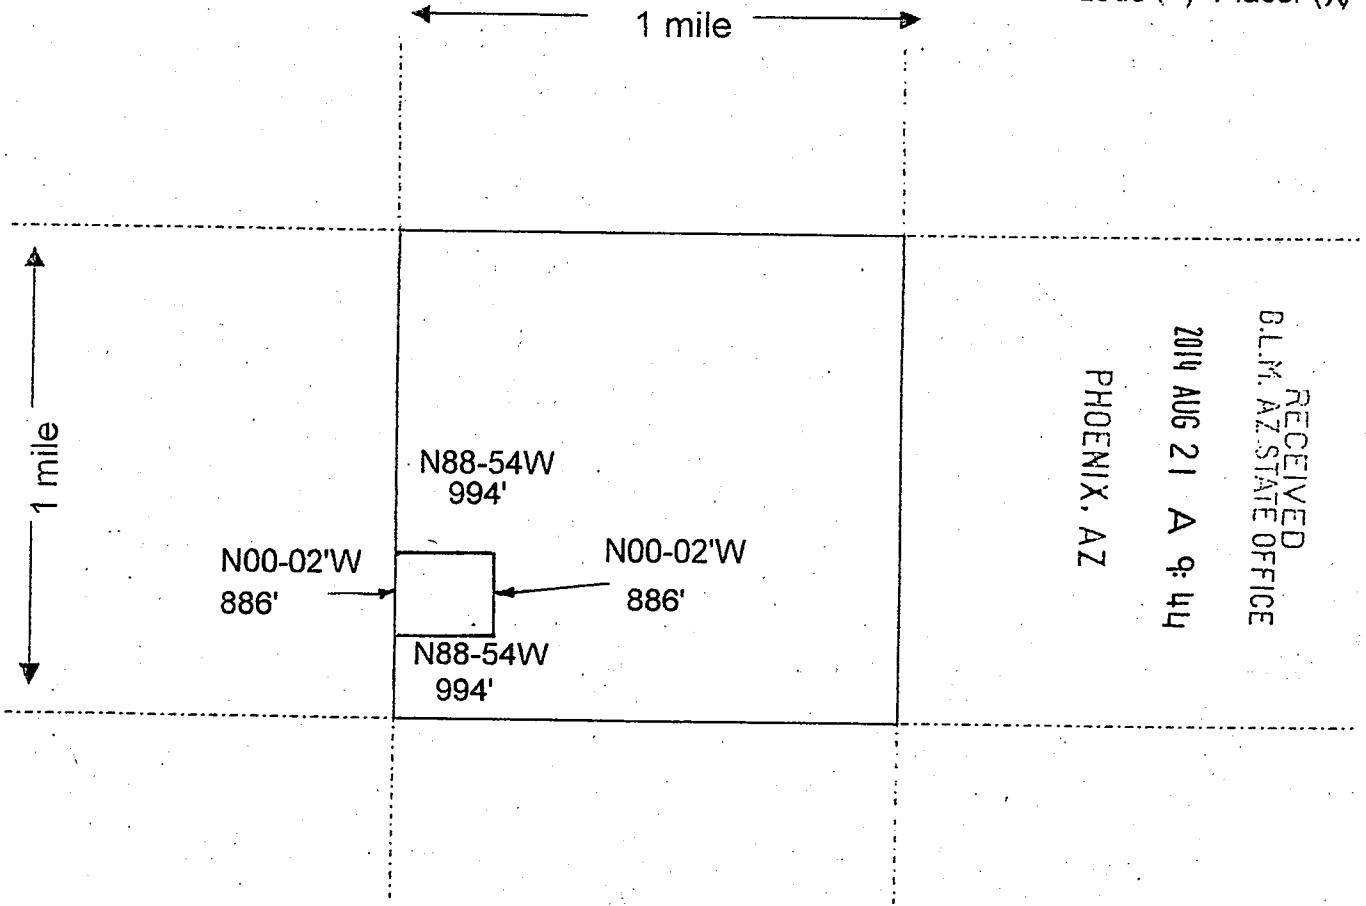 1 mile
1 mile
N88-54W
994'
N00-02'W
886'
N00-02'W
886'
N88-54W
994'
RECEIVED
B.L.M. AZ. STATE OFFICE
2014 AUG 21 A 9:44
PHOENIX, AZ